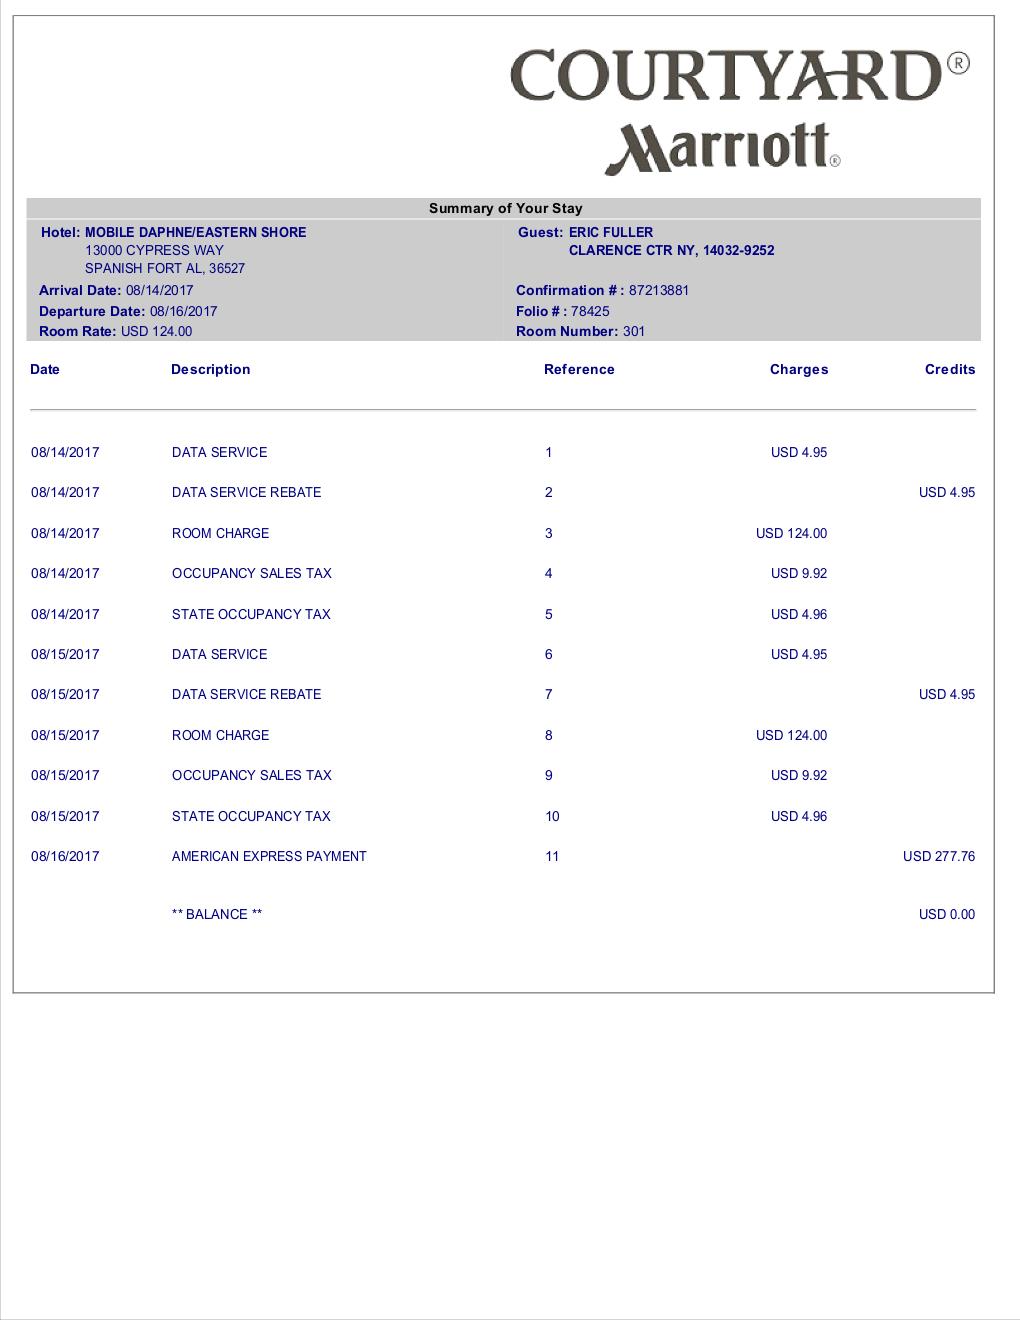 COURTYARD®
Marriott®
Summary of Your Stay
Hotel: MOBILE DAPHNE/EASTERN SHORE
13000 CYPRESS WAY
SPANISH FORT AL, 36527
Guest: ERIC FULLER
CLARENCE CTR NY, 14032-9252
Arrival Date: 08/14/2017
Departure Date: 08/16/2017
Room Rate: USD 124.00
Confirmation # : 87213881
Folio # : 78425
Room Number: 301
Date Description Reference Charges Credits
08/14/2017 DATA SERVICE 1 USD 4.95
08/14/2017 DATA SERVICE REBATE 2 USD 4.95
08/14/2017 ROOM CHARGE 3 USD 124.00
08/14/2017 OCCUPANCY SALES TAX 4 USD 9.92
08/14/2017 STATE OCCUPANCY TAX 5 USD 4.96
08/15/2017 DATA SERVICE 6 USD 4.95
08/15/2017 DATA SERVICE REBATE 7 USD 4.95
08/15/2017 ROOM CHARGE 8 USD 124.00
08/15/2017 OCCUPANCY SALES TAX 9 USD 9.92
08/15/2017 STATE OCCUPANCY TAX 10 USD 4.96
08/16/2017 AMERICAN EXPRESS PAYMENT 11 USD 277.76
** BALANCE ** USD 0.00